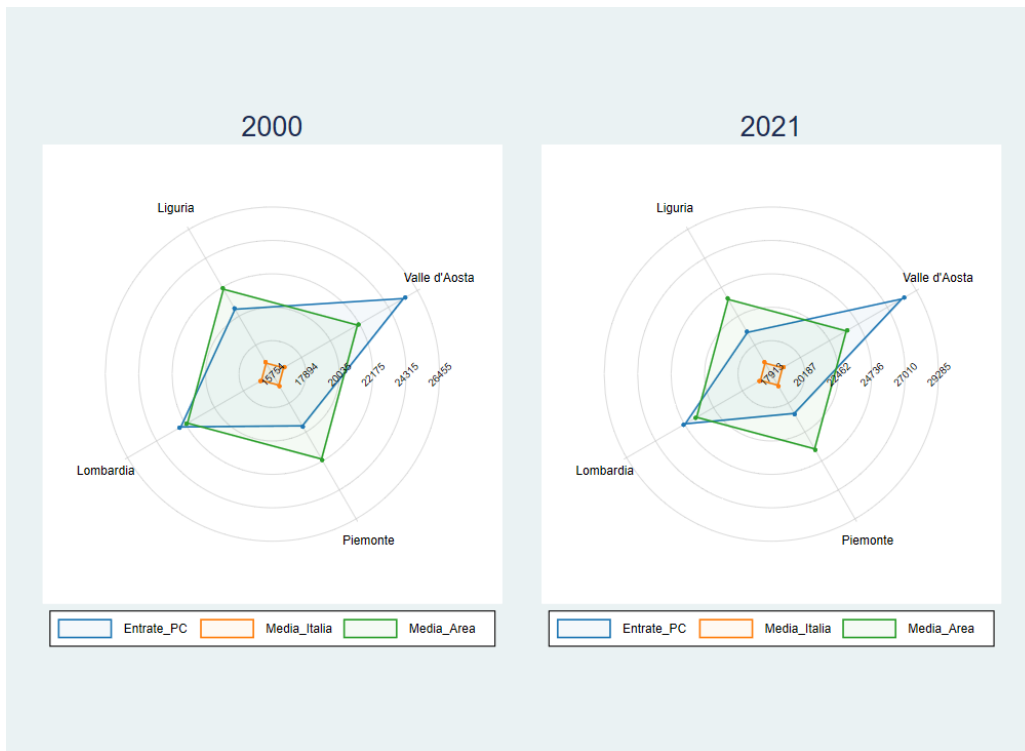 2000
Liguria
Valle d'Aosta
Lombardia
Piemonte
15754
17894
20035
22175
24315
26455
Entrate_PC
Media_Italia
Media_Area
2021
Liguria
Valle d'Aosta
Lombardia
Piemonte
17913
20187
22462
24736
27010
29285
Entrate_PC
Media_Italia
Media_Area